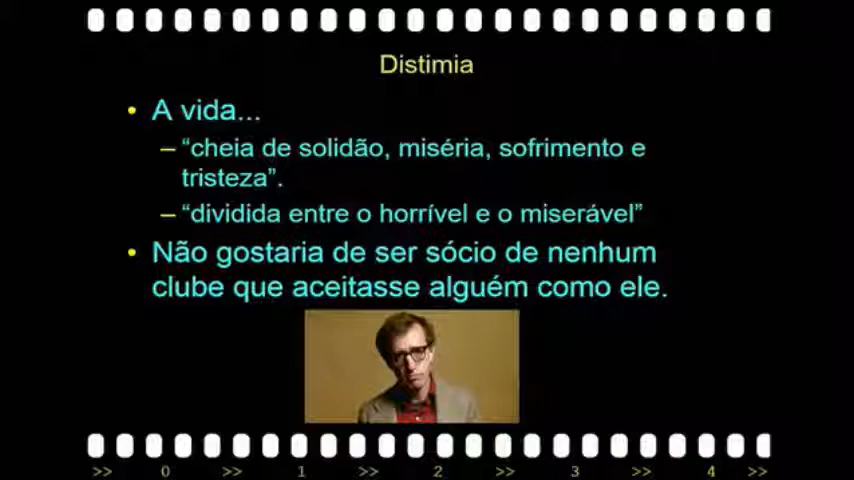 Distimia
• A vida...
– “cheia de solidão, miséria, sofrimento e
tristeza”.
– “dividida entre o horrível e o miserável”
• Não gostaria de ser sócio de nenhum
clube que aceitasse alguém como ele.
>> 0 >> 1 >> 2 >> 3 >> 4 >>